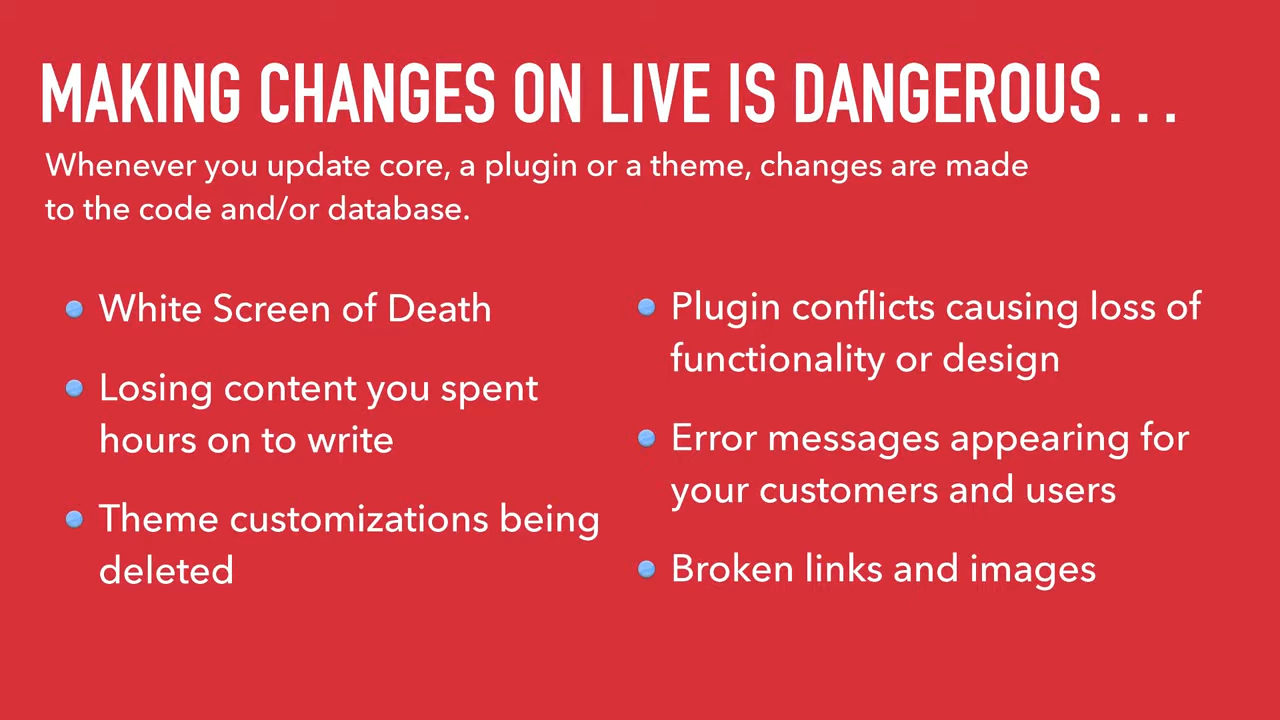 MAKING CHANGES ON LIVE IS DANGEROUS...
Whenever you update core, a plugin or a theme, changes are made
to the code and/or database.
White Screen of Death
Losing content you spent
hours on to write
Theme customizations being
deleted
Plugin conflicts causing loss of
functionality or design
Error messages appearing for
your customers and users
Broken links and images